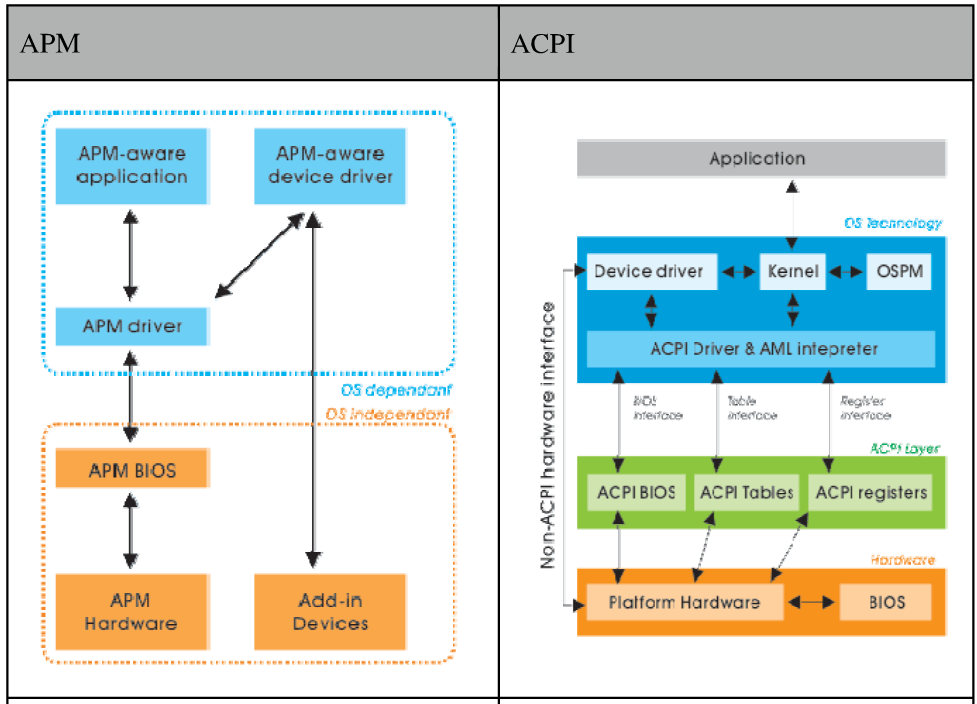 APM
ACPI
APM-aware
application
APM-aware
device driver
APM driver
OS dependant
OS independant
APM BIOS
APM
Hardware
Add-in
Devices
Application
OS Technology
Device driver
Kernel
OSPM
ACPI Driver & AML intepreter
BIOS
interface
Table
interface
Register
interface
Non-ACPI hardware interface
ACPI Layer
ACPI BIOS
ACPI Tables
ACPI registers
Hardware
Platform Hardware
BIOS